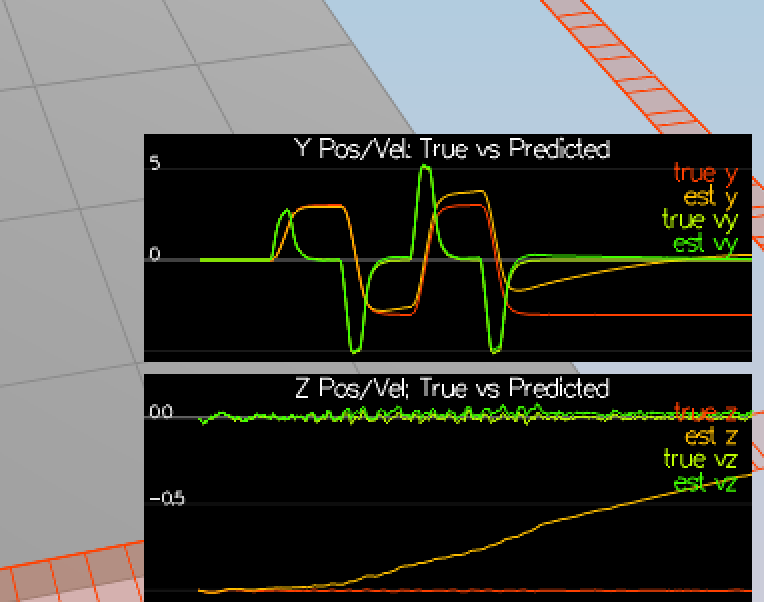 Y Pos/Vel: True vs Predicted
5
true y
est y
true vy
0
est vy
Z Pos/Vel: True vs Predicted
0.0
true z
est z
true vz
est vz
-0.5